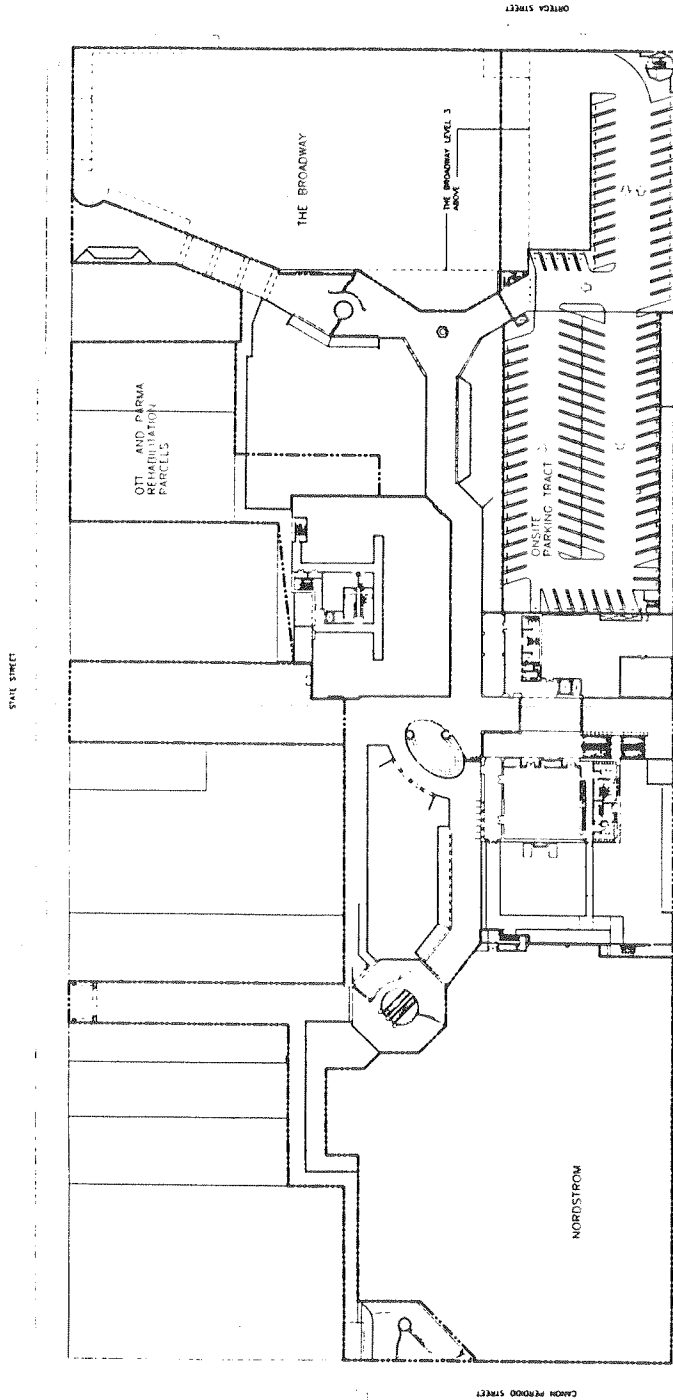 ORTEGA STREET
THE BROADWAY
THE BROADWAY LEVEL 3
ABOVE
OTT AND PARMA
REHABILITATION
PARCELS
ONSITE
PARKING TRACT
STATE STREET
NORDSTROM
CANON PERDIDO STREET